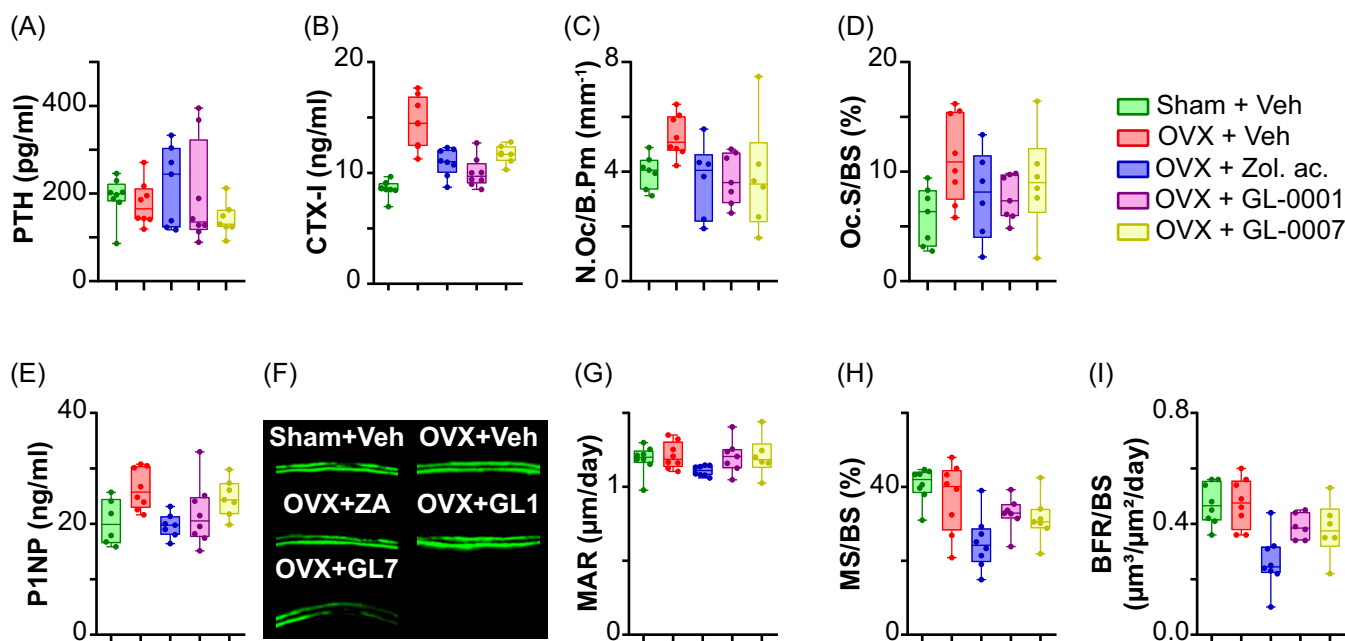 (A)
PTH (pg/ml)
400
200
0
(B)
CTX-I (ng/ml)
20
10
0
(C)
N.Oc/B.Pm (mm⁻¹)
8
4
0
(D)
Oc.S/BS (%)
20
10
0
Sham + Veh
OVX + Veh
OVX + Zol. ac.
OVX + GL-0001
OVX + GL-0007
(E)
P1NP (ng/ml)
40
20
0
(F)
Sham+Veh OVX+Veh
OVX+ZA OVX+GL1
OVX+GL7
(G)
MAR (µm/day)
1
0
(H)
MS/BS (%)
40
0
(I)
BFR/BS
(µm³/µm²/day)
0.8
0.4
0.0